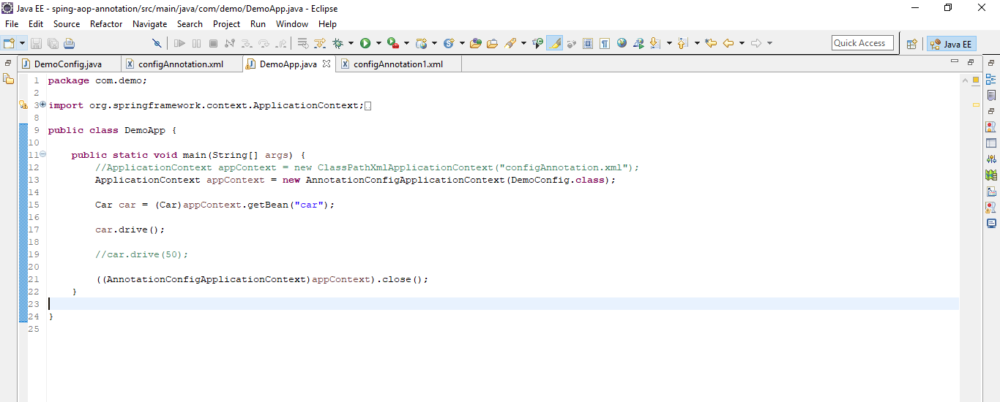 Java EE - sping-aop-annotation/src/main/java/com/demo/DemoApp.java - Eclipse
File Edit Source Refactor Navigate Search Project Run Window Help
Quick Access Java EE
DemoConfig.java configAnnotation.xml DemoApp.java configAnnotation1.xml
1 package com.demo;
2
3 import org.springframework.context.ApplicationContext;
8
9 public class DemoApp {
10
11 public static void main(String[] args) {
12 //ApplicationContext appContext = new ClassPathXmlApplicationContext("configAnnotation.xml");
13 ApplicationContext appContext = new AnnotationConfigApplicationContext(DemoConfig.class);
14
15 Car car = (Car)appContext.getBean("car");
16
17 car.drive();
18
19 //car.drive(50);
20
21 ((AnnotationConfigApplicationContext)appContext).close();
22 }
23
24 }
25